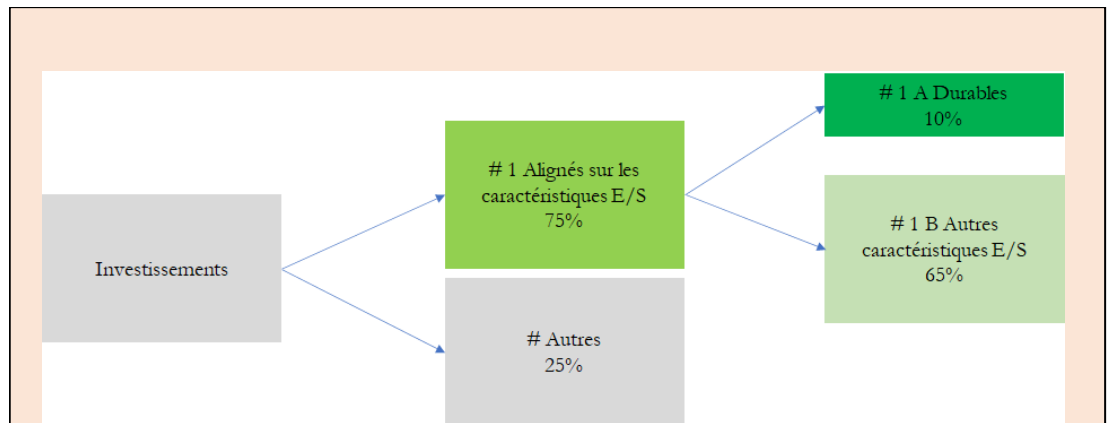 Investissements
# 1 Alignés sur les
caractéristiques E/S
75%
# Autres
25%
# 1 A Durables
10%
# 1 B Autres
caractéristiques E/S
65%